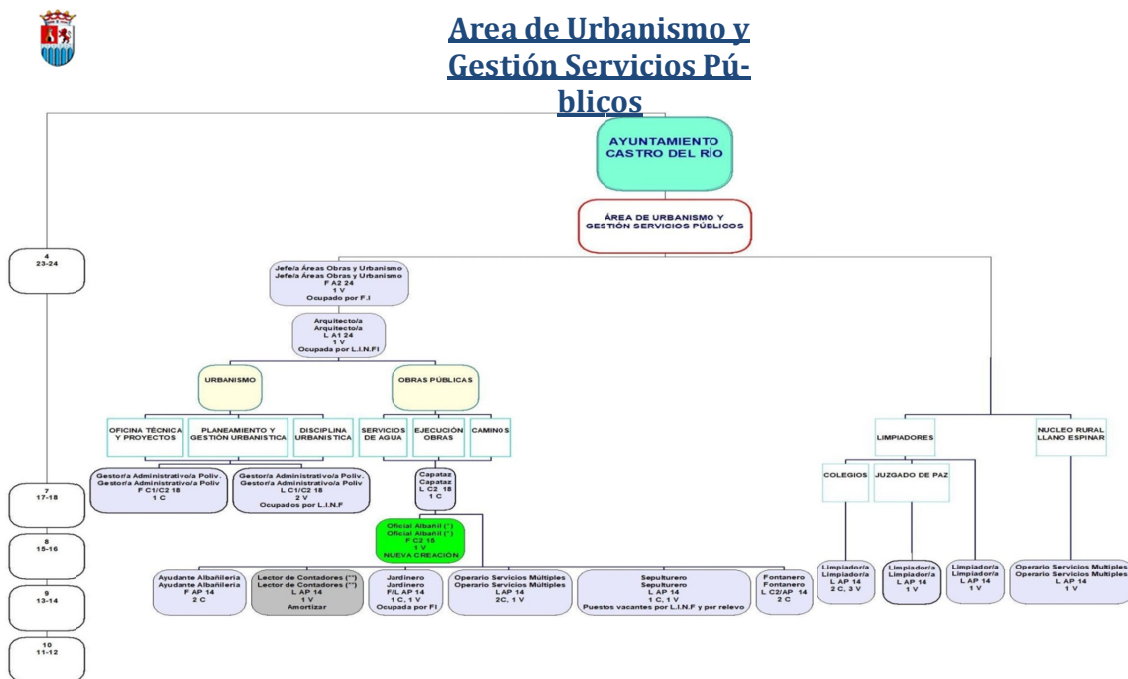 Area de Urbanismo y
Gestión Servicios Pú-
blicos
AYUNTAMIENTO
CASTRO DEL RÍO
ÁREA DE URBANISMO Y
GESTIÓN SERVICIOS PÚBLICOS
4
23-24
Jefe/a Áreas Obras y Urbanismo
Jefe/a Áreas Obras y Urbanismo
F A2 24
1 V
Ocupado por F.I
Arquitecto/a
Arquitecto/a
L A1 24
1 V
Ocupada por L.I.NFI
URBANISMO
OBRAS PÚBLICAS
OFICINA TÉCNICA
Y PROYECTOS
PLANEAMIENTO Y
GESTIÓN URBANISTICA
DISCIPLINA
URBANISTICA
SERVICIOS
DE AGUA
EJECUCIÓN
OBRAS
CAMINOS
LIMPIADORES
NUCLEO RURAL
LLANO ESPINAR
COLEGIOS
JUZGADO DE PAZ
7
17-18
Gestor/a Administrativo/a Poliv.
Gestor/a Administrativo/a Poliv
F C1/C2 18
1 C
Gestor/a Administrativo/a Poliv.
Gestor/a Administrativo/a Poliv
L C1/C2 18
2 V
Ocupados por L.I.N.F
Capataz
Capataz
L C2 18
1 C
8
15-16
Oficial Albañil (*)
Oficial Albañil (*)
F C2 15
1 V
NUEVA CREACIÓN
9
13-14
Ayudante Albañilería
Ayudante Albañilería
F AP 14
2 C
Lector de Contadores (**)
Lector de Contadores (**)
L AP 14
1 V
Amortizar
Jardinero
Jardinero
F/L AP 14
1 C, 1 V
Ocupada por FI
Operario Servicios Múltiples
Operario Servicios Múltiples
L AP 14
2C, 1 V
Sepulturero
Sepulturero
L AP 14
1 C, 1 V
Puestos vacantes por L.I.N.F y por relevo
Fontanero
Fontanero
L C2/AP 14
2 C
Limpiador/a
Limpiador/a
L AP 14
2 C, 3 V
Limpiador/a
Limpiador/a
L AP 14
1 V
Limpiador/a
Limpiador/a
L AP 14
1 V
Operario Servicios Multiples
Operario Servicios Multiples
L AP 14
1 V
10
11-12